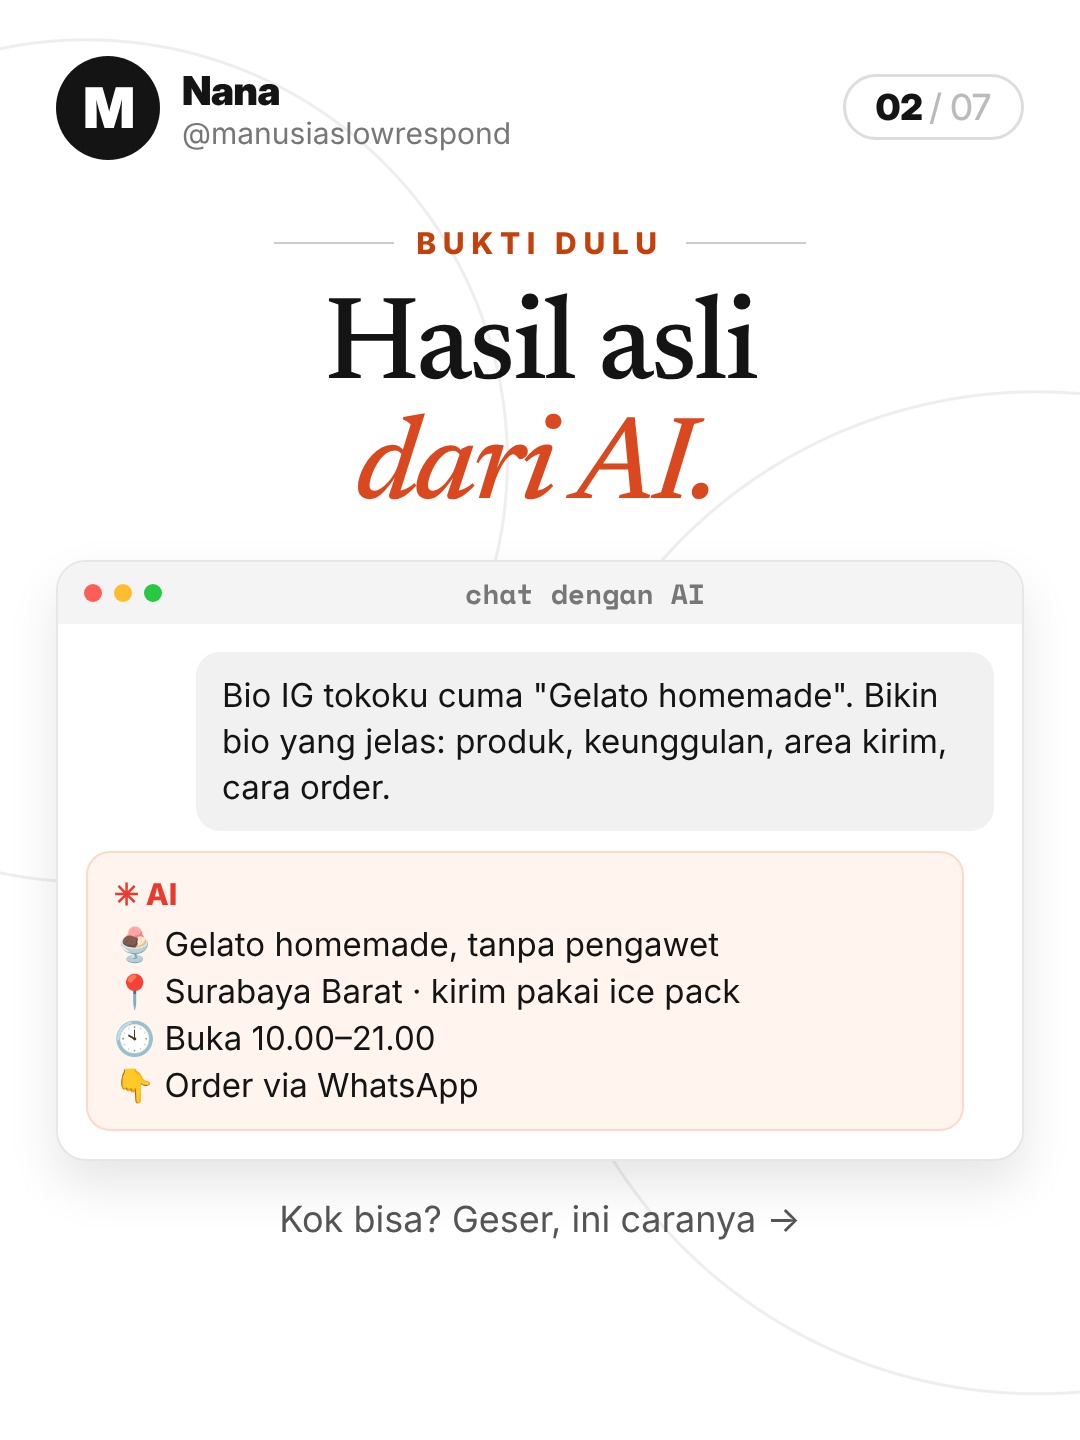 M
Nana
@manusiaslowrespond
02 / 07
BUKTI DULU
Hasil asli
dari AI.
chat dengan AI
Bio IG tokoku cuma "Gelato homemade". Bikin
bio yang jelas: produk, keunggulan, area kirim,
cara order.
✳ AI
🍨 Gelato homemade, tanpa pengawet
📍 Surabaya Barat · kirim pakai ice pack
🕙 Buka 10.00–21.00
👇 Order via WhatsApp
Kok bisa? Geser, ini caranya →